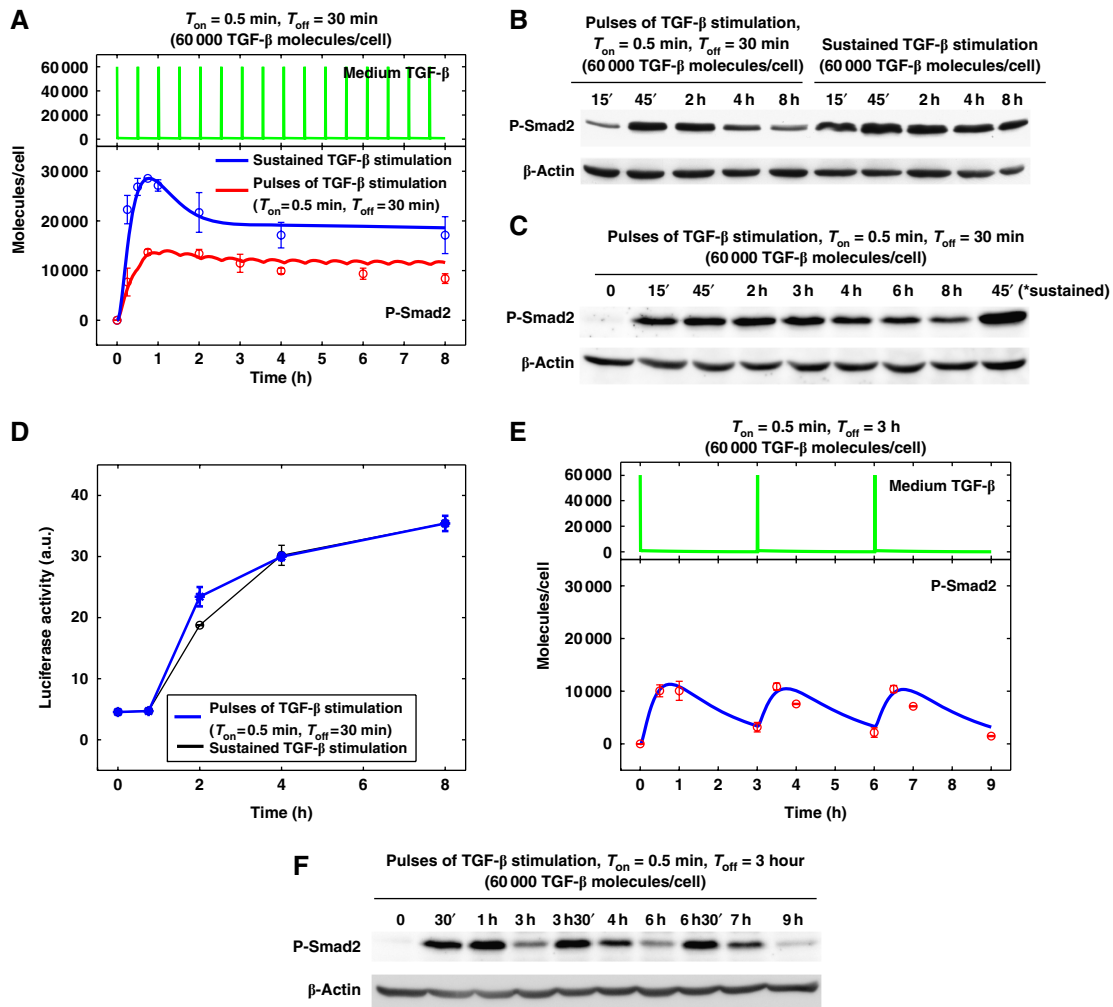 A
T_on = 0.5 min, T_off = 30 min
(60 000 TGF-β molecules/cell)
60 000
40 000
20 000
0
Medium TGF-β
30 000
20 000
10 000
0
Molecules/cell
Sustained TGF-β stimulation
Pulses of TGF-β stimulation
(T_on=0.5 min, T_off=30 min)
P-Smad2
0 1 2 3 4 5 6 7 8
Time (h)
B
Pulses of TGF-β stimulation,
T_on = 0.5 min, T_off = 30 min
(60 000 TGF-β molecules/cell)
Sustained TGF-β stimulation
(60 000 TGF-β molecules/cell)
15′ 45′ 2 h 4 h 8 h 15′ 45′ 2 h 4 h 8 h
P-Smad2
β-Actin
C
Pulses of TGF-β stimulation, T_on = 0.5 min, T_off = 30 min
(60 000 TGF-β molecules/cell)
0 15′ 45′ 2 h 3 h 4 h 6 h 8 h 45′ (*sustained)
P-Smad2
β-Actin
D
Luciferase activity (a.u.)
40
30
20
10
0
Pulses of TGF-β stimulation
(T_on=0.5 min, T_off=30 min)
Sustained TGF-β stimulation
0 2 4 6 8
Time (h)
E
T_on = 0.5 min, T_off = 3 h
(60 000 TGF-β molecules/cell)
60 000
40 000
20 000
0
Medium TGF-β
30 000
20 000
10 000
0
Molecules/cell
P-Smad2
0 1 2 3 4 5 6 7 8 9
Time (h)
F
Pulses of TGF-β stimulation, T_on = 0.5 min, T_off = 3 hour
(60 000 TGF-β molecules/cell)
0 30′ 1 h 3 h 3 h30′ 4 h 6 h 6 h30′ 7 h 9 h
P-Smad2
β-Actin